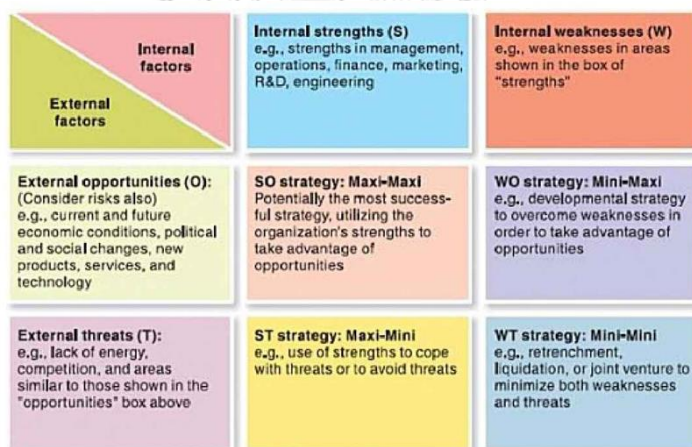 Internal
factors
External
factors
Internal strengths (S)
e.g., strengths in management,
operations, finance, marketing,
R&D, engineering
Internal weaknesses (W)
e.g., weaknesses in areas
shown in the box of
"strengths"
External opportunities (O):
(Consider risks also)
e.g., current and future
economic conditions, political
and social changes, new
products, services, and
technology
SO strategy: Maxi-Maxi
Potentially the most success-
ful strategy, utilizing the
organization's strengths to
take advantage of
opportunities
WO strategy: Mini-Maxi
e.g., developmental strategy
to overcome weaknesses in
order to take advantage of
opportunities
External threats (T):
e.g., lack of energy,
competition, and areas
similar to those shown in the
"opportunities" box above
ST strategy: Maxi-Mini
e.g., use of strengths to cope
with threats or to avoid threats
WT strategy: Mini-Mini
e.g., retrenchment,
liquidation, or joint venture to
minimize both weaknesses
and threats